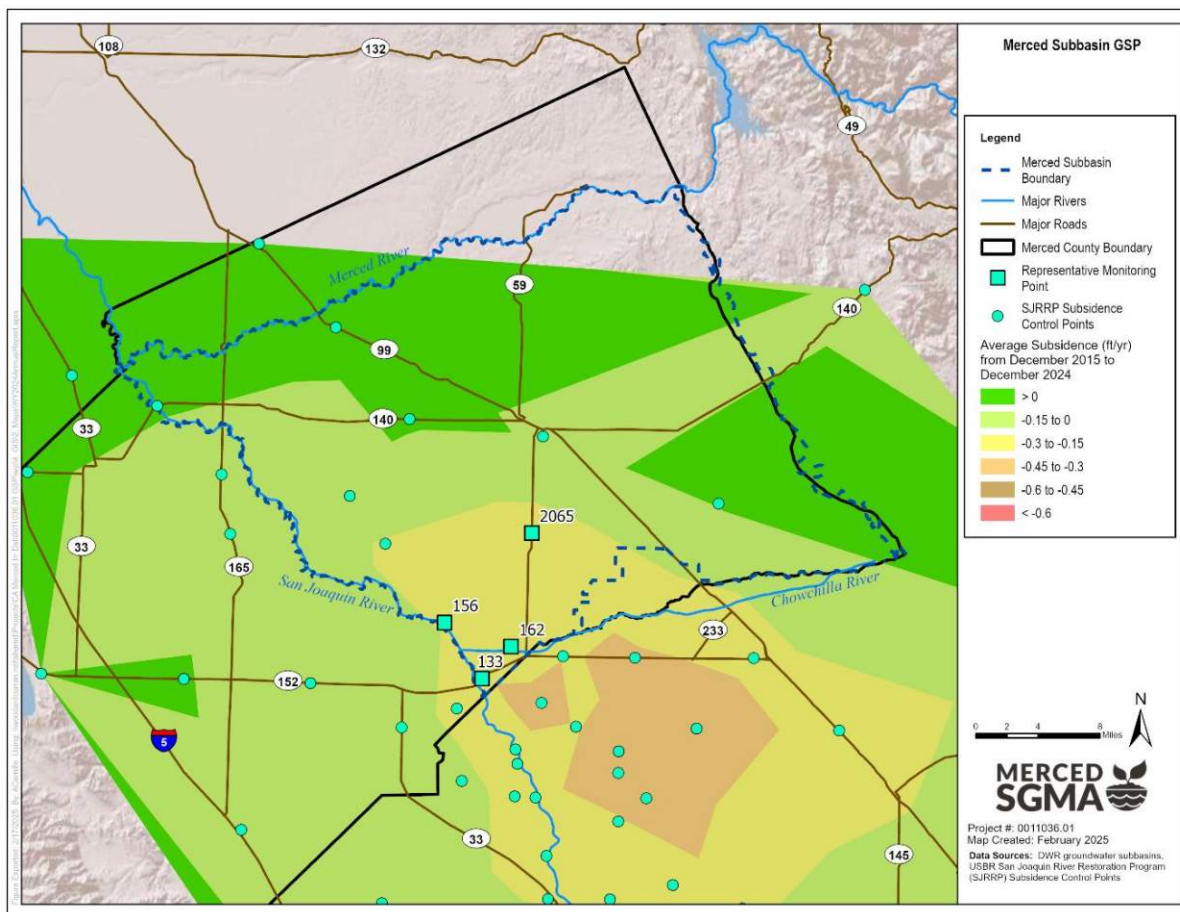 Merced Subbasin GSP
Legend
Merced Subbasin
Boundary
Major Rivers
Major Roads
Merced County Boundary
Representative Monitoring
Point
SJRRP Subsidence
Control Points
Average Subsidence (ft/yr)
from December 2015 to
December 2024
> 0
-0.15 to 0
-0.3 to -0.15
-0.45 to -0.3
-0.6 to -0.45
< -0.6
108
132
49
Merced River
59
140
99
33
140
2065
33
165
San Joaquin River
156
Chowchilla River
162
233
133
152
5
33
145
N
0 2 4 8
Miles
MERCED
SGMA
Project #: 0011036.01
Map Created: February 2025
Data Sources: DWR groundwater subbasins,
USBR San Joaquin River Restoration Program
(SJRRP) Subsidence Control Points